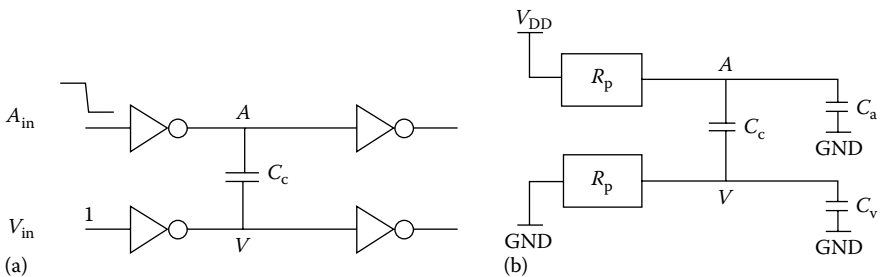 A_in
A
C_c
V_in
1
V
(a)
V_DD
R_p
A
C_c
C_a
GND
R_p
V
C_v
GND
GND
(b)